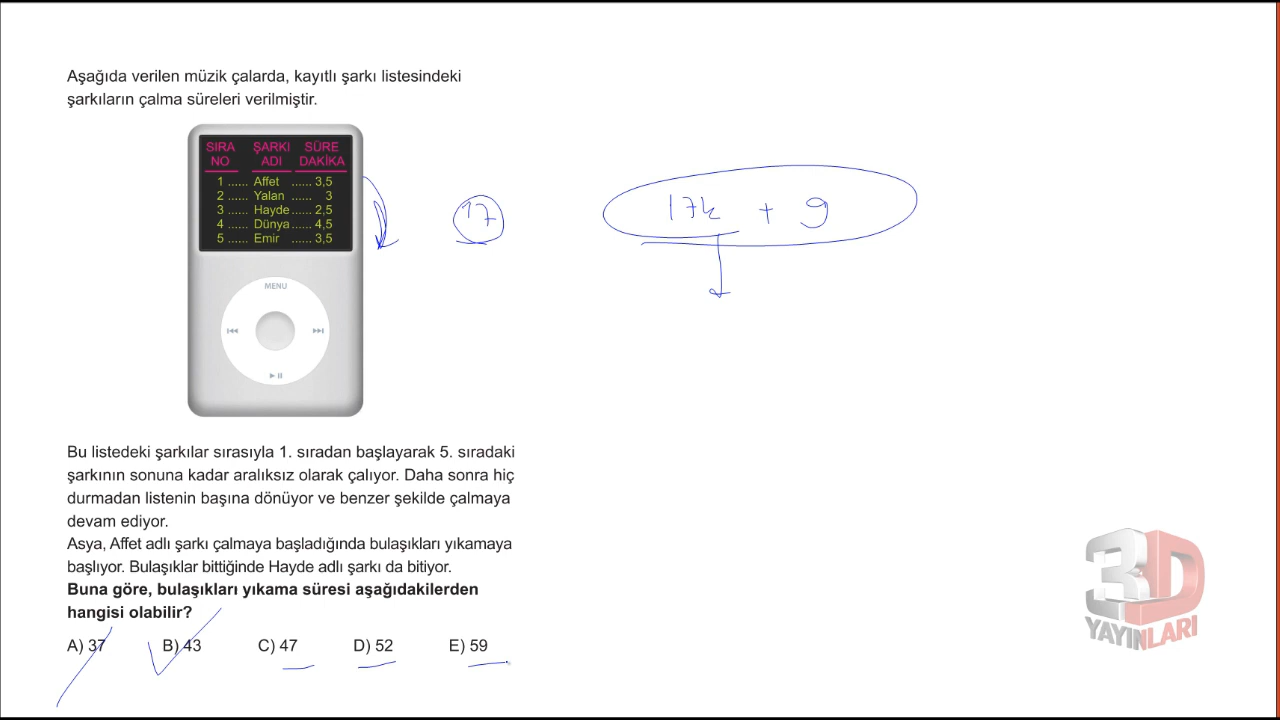 Aşağıda verilen müzik çalarda, kayıtlı şarkı listesindeki
şarkıların çalma süreleri verilmiştir.
SIRA NO ŞARKI ADI SÜRE DAKİKA
1 ...... Affet ...... 3,5
2 ...... Yalan ...... 3
3 ...... Hayde ...... 2,5
4 ...... Dünya ...... 4,5
5 ...... Emir ...... 3,5
MENU
17
17k + 9
Bu listedeki şarkılar sırasıyla 1. sıradan başlayarak 5. sıradaki
şarkının sonuna kadar aralıksız olarak çalıyor. Daha sonra hiç
durmadan listenin başına dönüyor ve benzer şekilde çalmaya
devam ediyor.
Asya, Affet adlı şarkı çalmaya başladığında bulaşıkları yıkamaya
başlıyor. Bulaşıklar bittiğinde Hayde adlı şarkı da bitiyor.
Buna göre, bulaşıkları yıkama süresi aşağıdakilerden
hangisi olabilir?
A) 37 B) 43 C) 47 D) 52 E) 59
3D
YAYINLARI